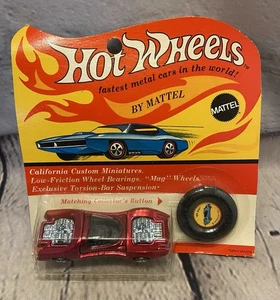 Hot Wheels
fastest metal cars in the world!
BY MATTEL
MATTEL
California Custom Miniatures
Low-Friction Wheel Bearings, "Mag" Wheels
Exclusive Torsion-Bar Suspension
Matching Collector's Button